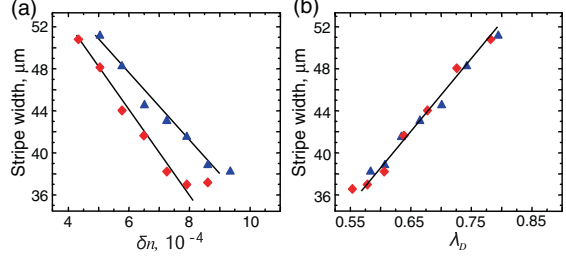 (a)
52
48
44
40
36
Stripe width, μm
4 6 8 10
δn, 10⁻⁴
(b)
52
48
44
40
36
Stripe width, μm
0.55 0.65 0.75 0.85
λ_D